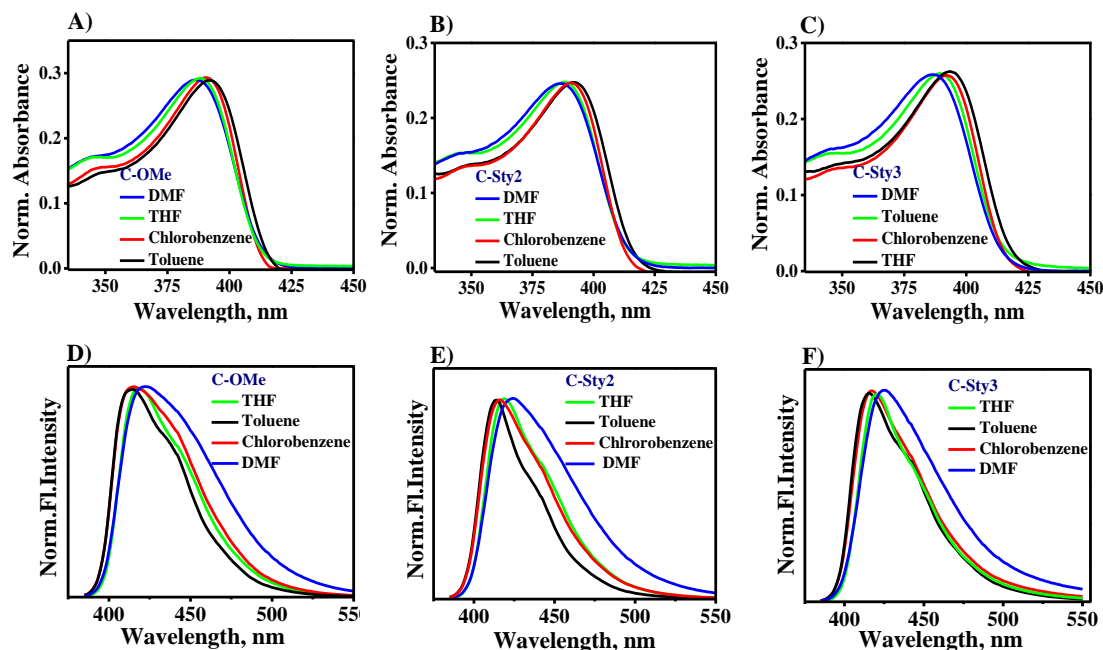 A)
Norm. Absorbance
0.3
0.2
0.1
0.0
C-OMe
DMF
THF
Chlorobenzene
Toluene
350 375 400 425 450
Wavelength, nm
B)
Norm. Absorbance
0.3
0.2
0.1
0.0
C-Sty2
DMF
THF
Chlorobenzene
Toluene
350 375 400 425 450
Wavelength, nm
C)
Norm. Absorbance
0.3
0.2
0.1
0.0
C-Sty3
DMF
Toluene
Chlorobenzene
THF
350 375 400 425 450
Wavelength, nm
D)
Norm.Fl.Intensity
C-OMe
THF
Toluene
Chlorobenzene
DMF
400 450 500 550
Wavelength, nm
E)
Norm.Fl.Intensity
C-Sty2
THF
Toluene
Chlrorobenzene
DMF
400 450 500 550
Wavelength, nm
F)
Norm.Fl.Intensity
C-Sty3
THF
Toluene
Chlorobenzene
DMF
400 450 500 550
Wavelength, nm